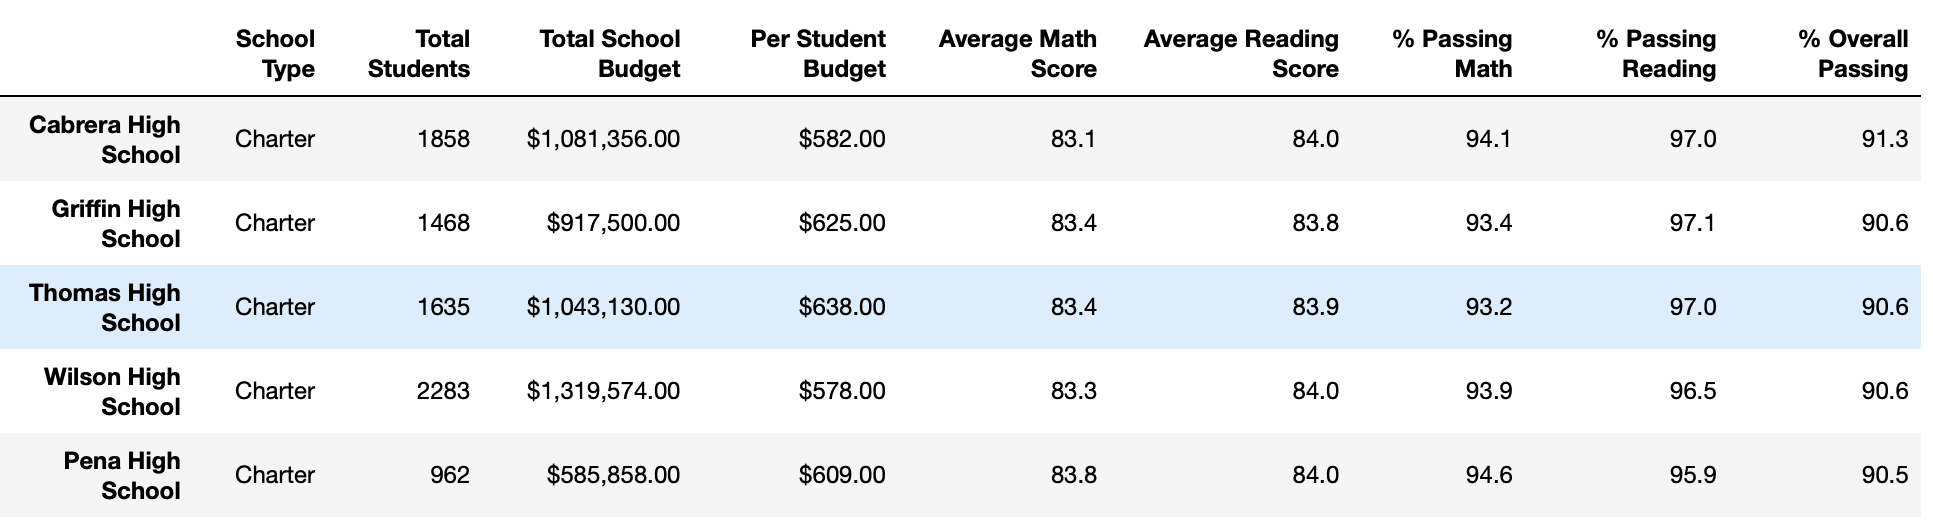 School Type Total Students Total School Budget Per Student Budget Average Math Score Average Reading Score % Passing Math % Passing Reading % Overall Passing
Cabrera High School Charter 1858 $1,081,356.00 $582.00 83.1 84.0 94.1 97.0 91.3
Griffin High School Charter 1468 $917,500.00 $625.00 83.4 83.8 93.4 97.1 90.6
Thomas High School Charter 1635 $1,043,130.00 $638.00 83.4 83.9 93.2 97.0 90.6
Wilson High School Charter 2283 $1,319,574.00 $578.00 83.3 84.0 93.9 96.5 90.6
Pena High School Charter 962 $585,858.00 $609.00 83.8 84.0 94.6 95.9 90.5